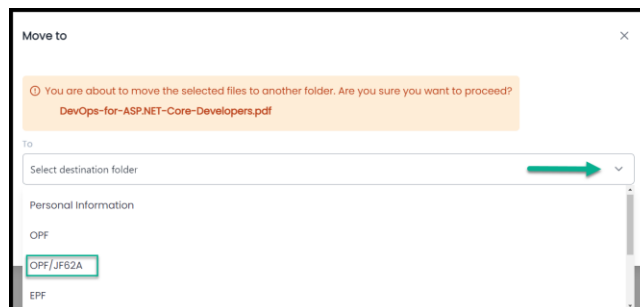 Move to
You are about to move the selected files to another folder. Are you sure you want to proceed?
DevOps-for-ASP.NET-Core-Developers.pdf
To
Select destination folder
Personal Information
OPF
OPF/JF62A
EPF